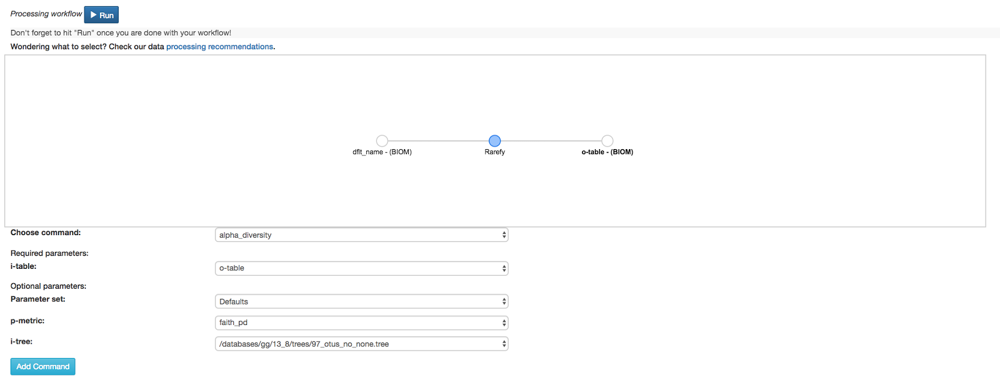 Processing workflow Run
Don't forget to hit "Run" once you are done with your workflow!
Wondering what to select? Check our data processing recommendations.
dflt_name - (BIOM) Rarefy o-table - (BIOM)
Choose command: alpha_diversity
Required parameters:
i-table: o-table
Optional parameters:
Parameter set: Defaults
p-metric: faith_pd
i-tree: /databases/gg/13_8/trees/97_otus_no_none.tree
Add Command